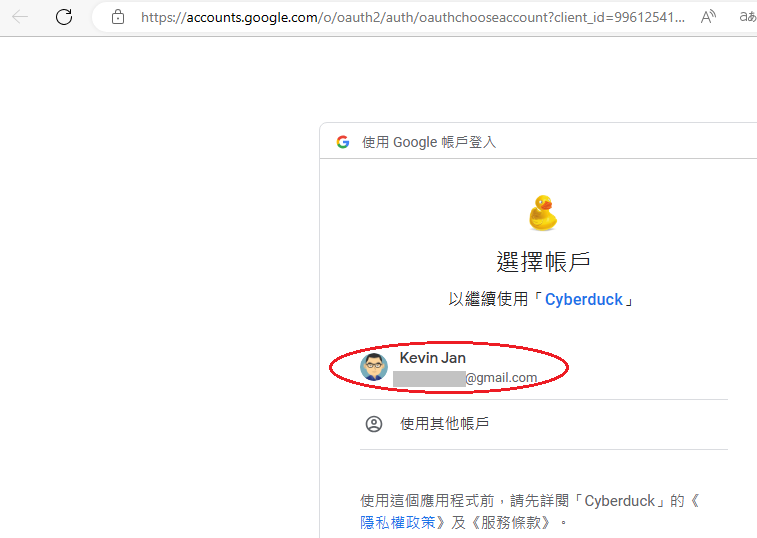 https://accounts.google.com/o/oauth2/auth/oauthchooseaccount?client_id=99612541...
A
aあ
使用 Google 帳戶登入
選擇帳戶
以繼續使用「Cyberduck」
Kevin Jan
@gmail.com
使用其他帳戶
使用這個應用程式前，請先詳閱「Cyberduck」的《
隱私權政策》及《服務條款》。